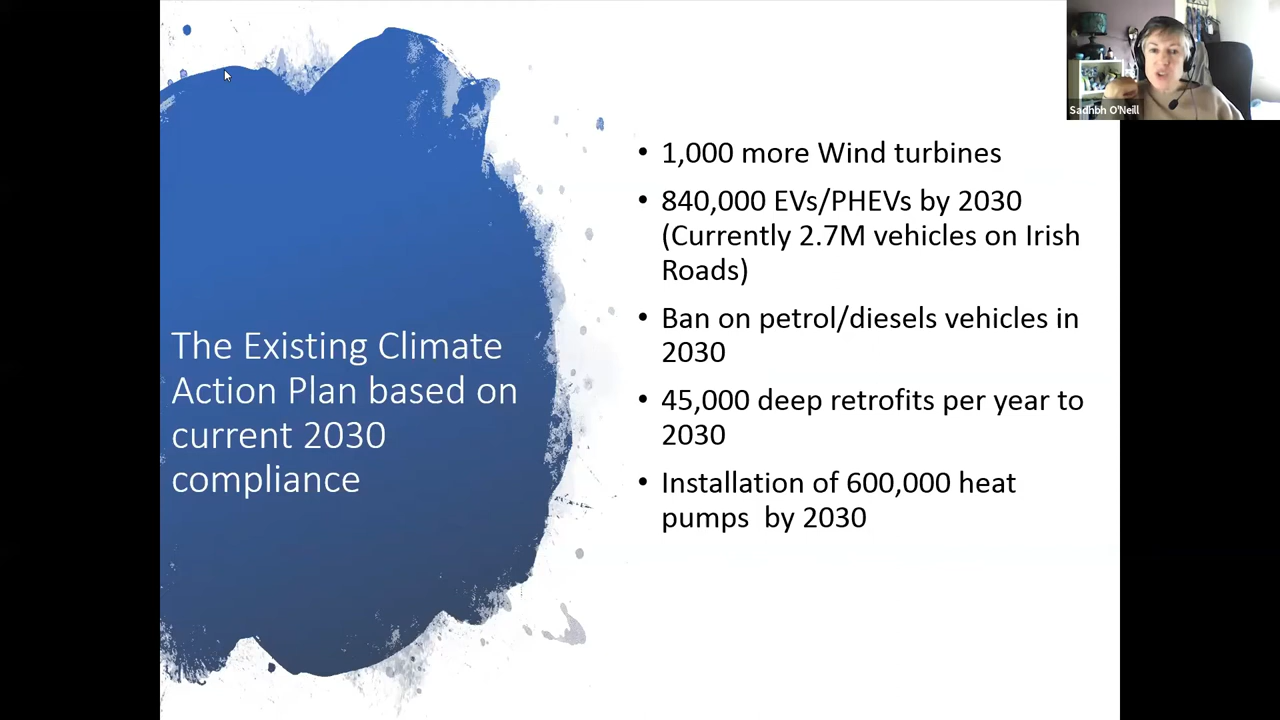 Sadhbh O'Neill
The Existing Climate
Action Plan based on
current 2030
compliance
• 1,000 more Wind turbines
• 840,000 EVs/PHEVs by 2030
(Currently 2.7M vehicles on Irish
Roads)
• Ban on petrol/diesels vehicles in
2030
• 45,000 deep retrofits per year to
2030
• Installation of 600,000 heat
pumps  by 2030